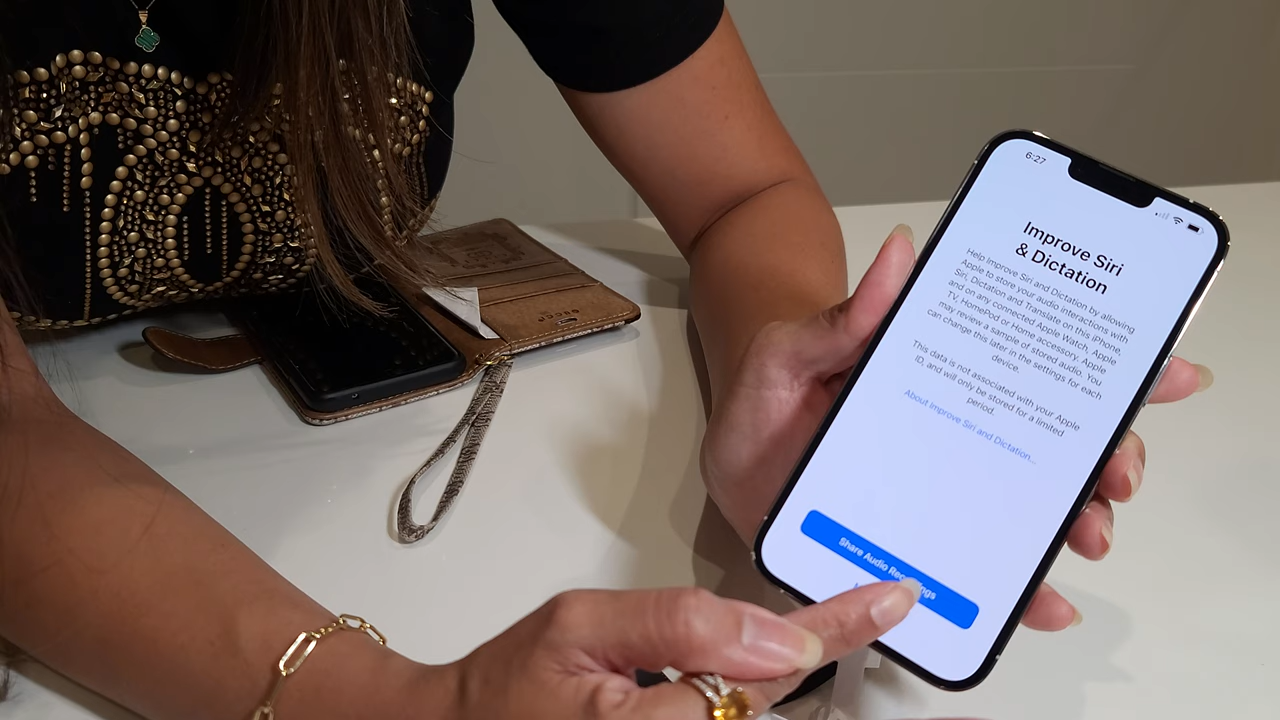 6:27
Improve Siri
& Dictation
Help improve Siri and Dictation by allowing
Apple to store your audio interactions with
Siri, Dictation and Translate on this iPhone,
and on any connected Apple Watch, Apple
TV, HomePod or Home accessory. Apple
may review a sample of stored audio. You
can change this later in the settings for each
device.
This data is not associated with your Apple
ID, and will only be stored for a limited
period.
About Improve Siri and Dictation...
Share Audio Recordings
GUCCI